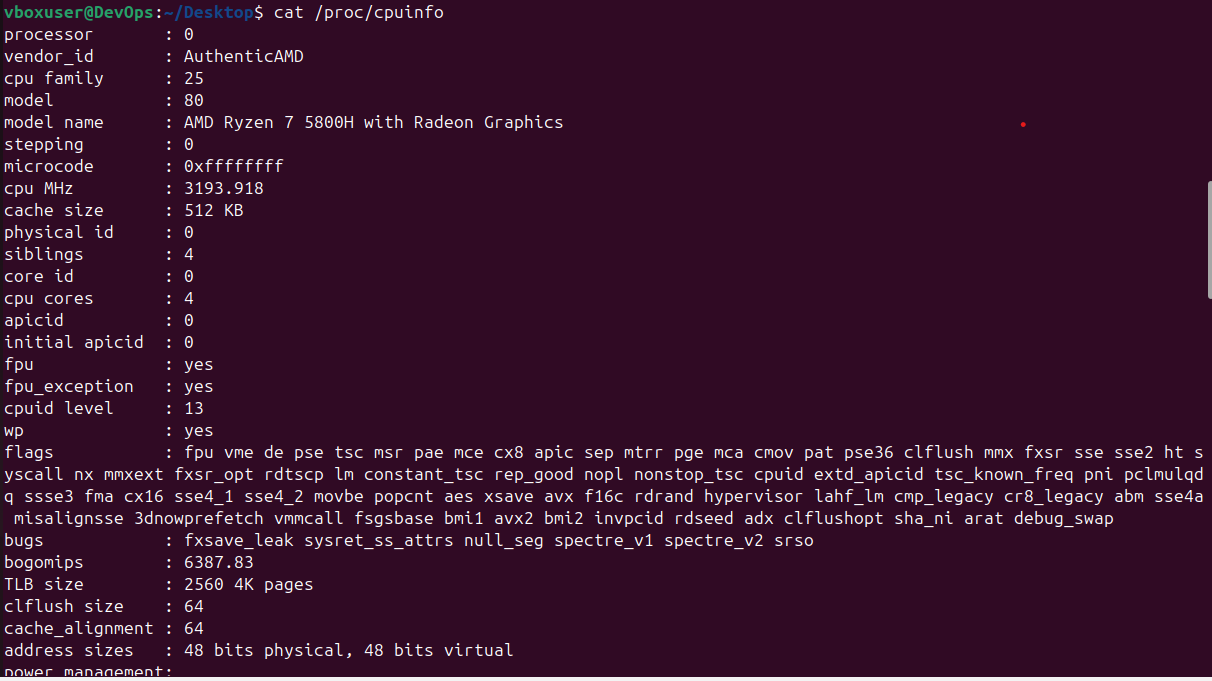 vboxuser@DevOps:~/Desktop$ cat /proc/cpuinfo
processor : 0
vendor_id : AuthenticAMD
cpu family : 25
model : 80
model name : AMD Ryzen 7 5800H with Radeon Graphics
stepping : 0
microcode : 0xffffffff
cpu MHz : 3193.918
cache size : 512 KB
physical id : 0
siblings : 4
core id : 0
cpu cores : 4
apicid : 0
initial apicid : 0
fpu : yes
fpu_exception : yes
cpuid level : 13
wp : yes
flags : fpu vme de pse tsc msr pae mce cx8 apic sep mtrr pge mca cmov pat pse36 clflush mmx fxsr sse sse2 ht s
yscall nx mmxext fxsr_opt rdtscp lm constant_tsc rep_good nopl nonstop_tsc cpuid extd_apicid tsc_known_freq pni pclmulqd
q ssse3 fma cx16 sse4_1 sse4_2 movbe popcnt aes xsave avx f16c rdrand hypervisor lahf_lm cmp_legacy cr8_legacy abm sse4a
misalignsse 3dnowprefetch vmmcall fsgsbase bmi1 avx2 bmi2 invpcid rdseed adx clflushopt sha_ni arat debug_swap
bugs : fxsave_leak sysret_ss_attrs null_seg spectre_v1 spectre_v2 srso
bogomips : 6387.83
TLB size : 2560 4K pages
clflush size : 64
cache_alignment : 64
address sizes : 48 bits physical, 48 bits virtual
power management: